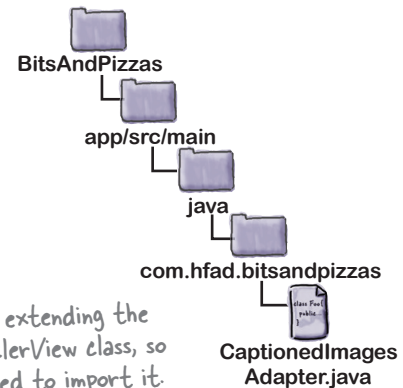 BitsAndPizzas
app/src/main
java
com.hfad.bitsandpizzas
class Foo{
public
}
extending the
lerView class, so
ed to import it.
CaptionedImages
Adapter.java